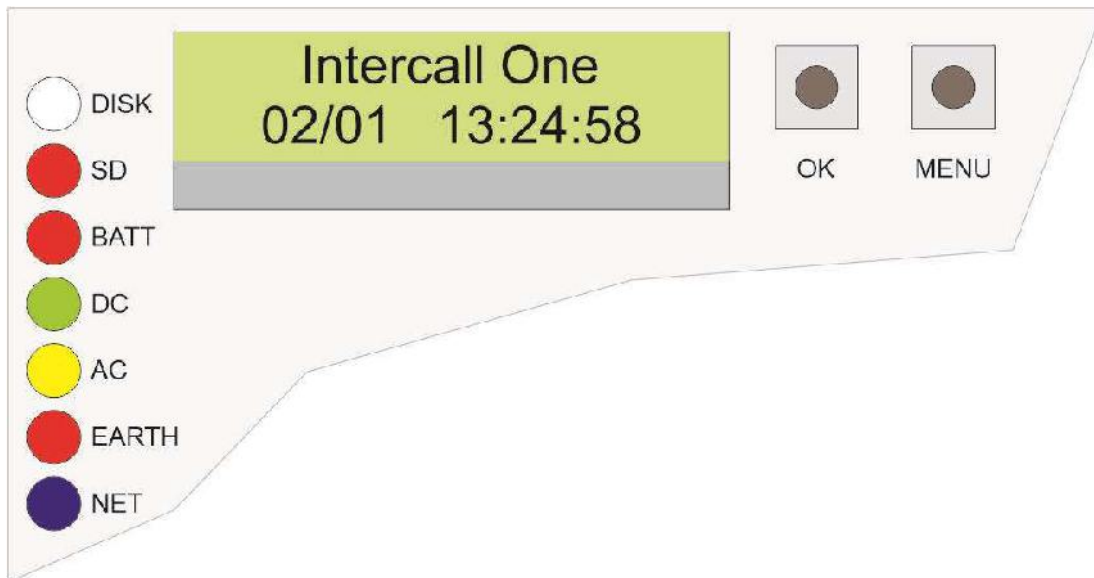 Intercall One
02/01 13:24:58
DISK
SD
BATT
DC
AC
EARTH
NET
OK
MENU